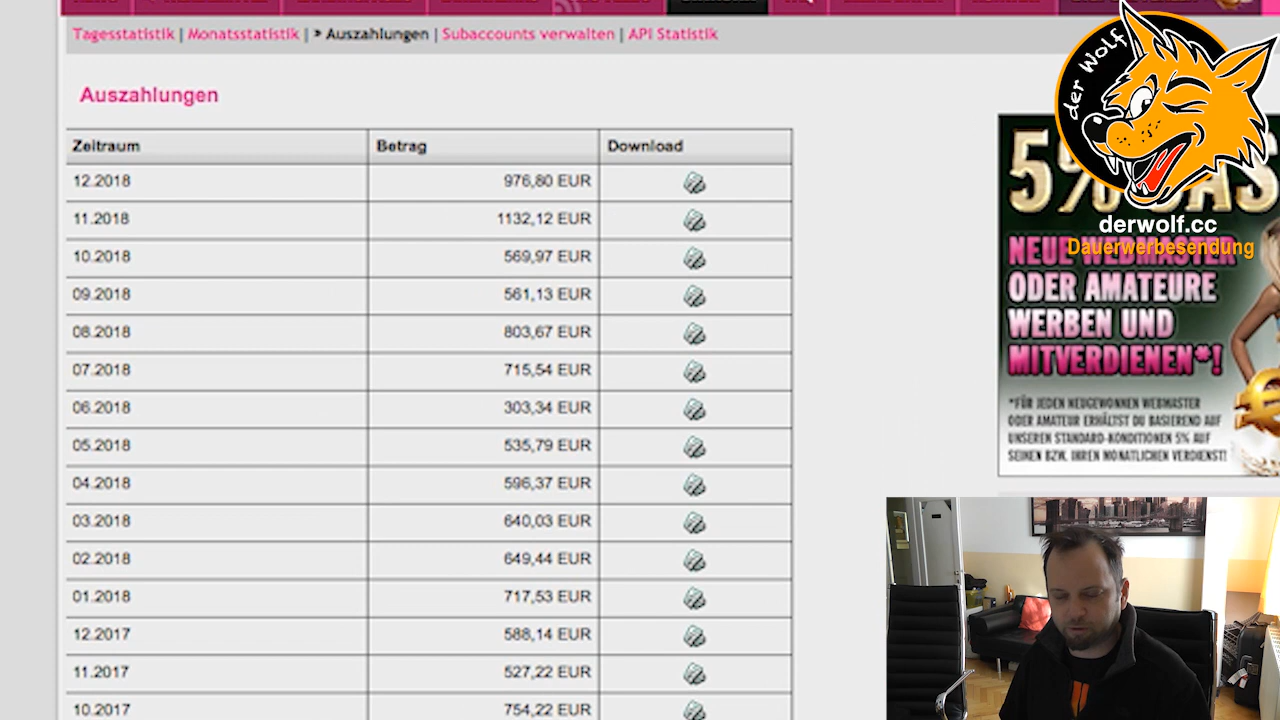 Tagesstatistik | Monatsstatistik | » Auszahlungen | Subaccounts verwalten | API Statistik
Auszahlungen
Zeitraum Betrag Download
12.2018 976,80 EUR
11.2018 1132,12 EUR
10.2018 569,97 EUR
09.2018 561,13 EUR
08.2018 803,67 EUR
07.2018 715,54 EUR
06.2018 303,34 EUR
05.2018 535,79 EUR
04.2018 596,37 EUR
03.2018 640,03 EUR
02.2018 649,44 EUR
01.2018 717,53 EUR
12.2017 588,14 EUR
11.2017 527,22 EUR
10.2017 754,22 EUR
der Wolf
derwolf.cc
Dauerwerbesendung
5%
NEUE WEBMASTER
ODER AMATEURE
WERBEN UND
MITVERDIENEN*!
*FÜR JEDEN NEUGEWONNEN WEBMASTER
ODER AMATEUR ERHÄLTST DU BASIEREND AUF
UNSEREN STANDARD-KONDITIONEN 5% AUF
SEINEN BZW. IHREN MONATLICHEN VERDIENST!